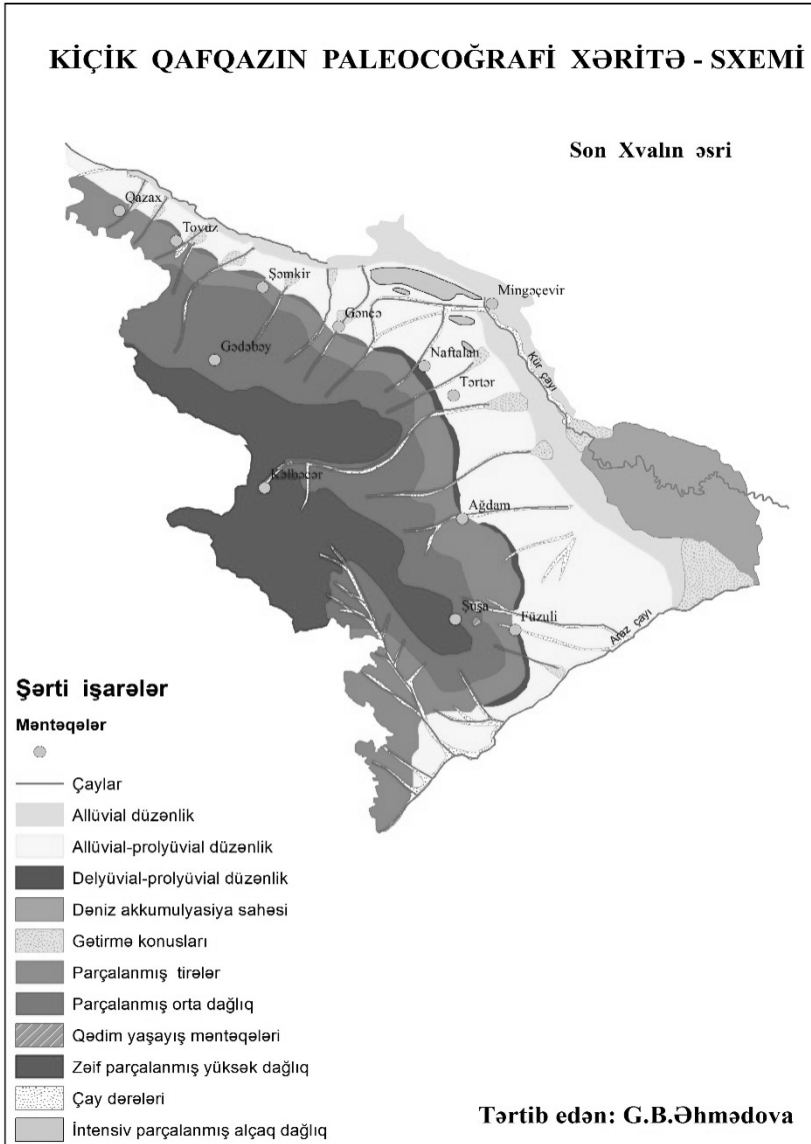 KİÇİK QAFQAZIN PALEOCOĞRAFİ XƏRİTƏ - SXEMİ
Son Xvalın əsri
Qazax
Tovuz
Şəmkir
Mingəçevir
Gəncə
Gədəbəy
Naftalan
Kür çayı
Tərtər
Kəlbəcər
Ağdam
Şuşa
Füzuli
Araz çayı
Şərti işarələr
Məntəqələr
Çaylar
Allüvial düzənlik
Allüvial-prolyüvial düzənlik
Delyüvial-prolyüvial düzənlik
Dəniz akkumulyasiya sahəsi
Gətirmə konusları
Parçalanmış tirələr
Parçalanmış orta dağlıq
Qədim yaşayış məntəqələri
Zəif parçalanmış yüksək dağlıq
Çay dərələri
İntensiv parçalanmış alçaq dağlıq
Tərtib edən: G.B.Əhmədova